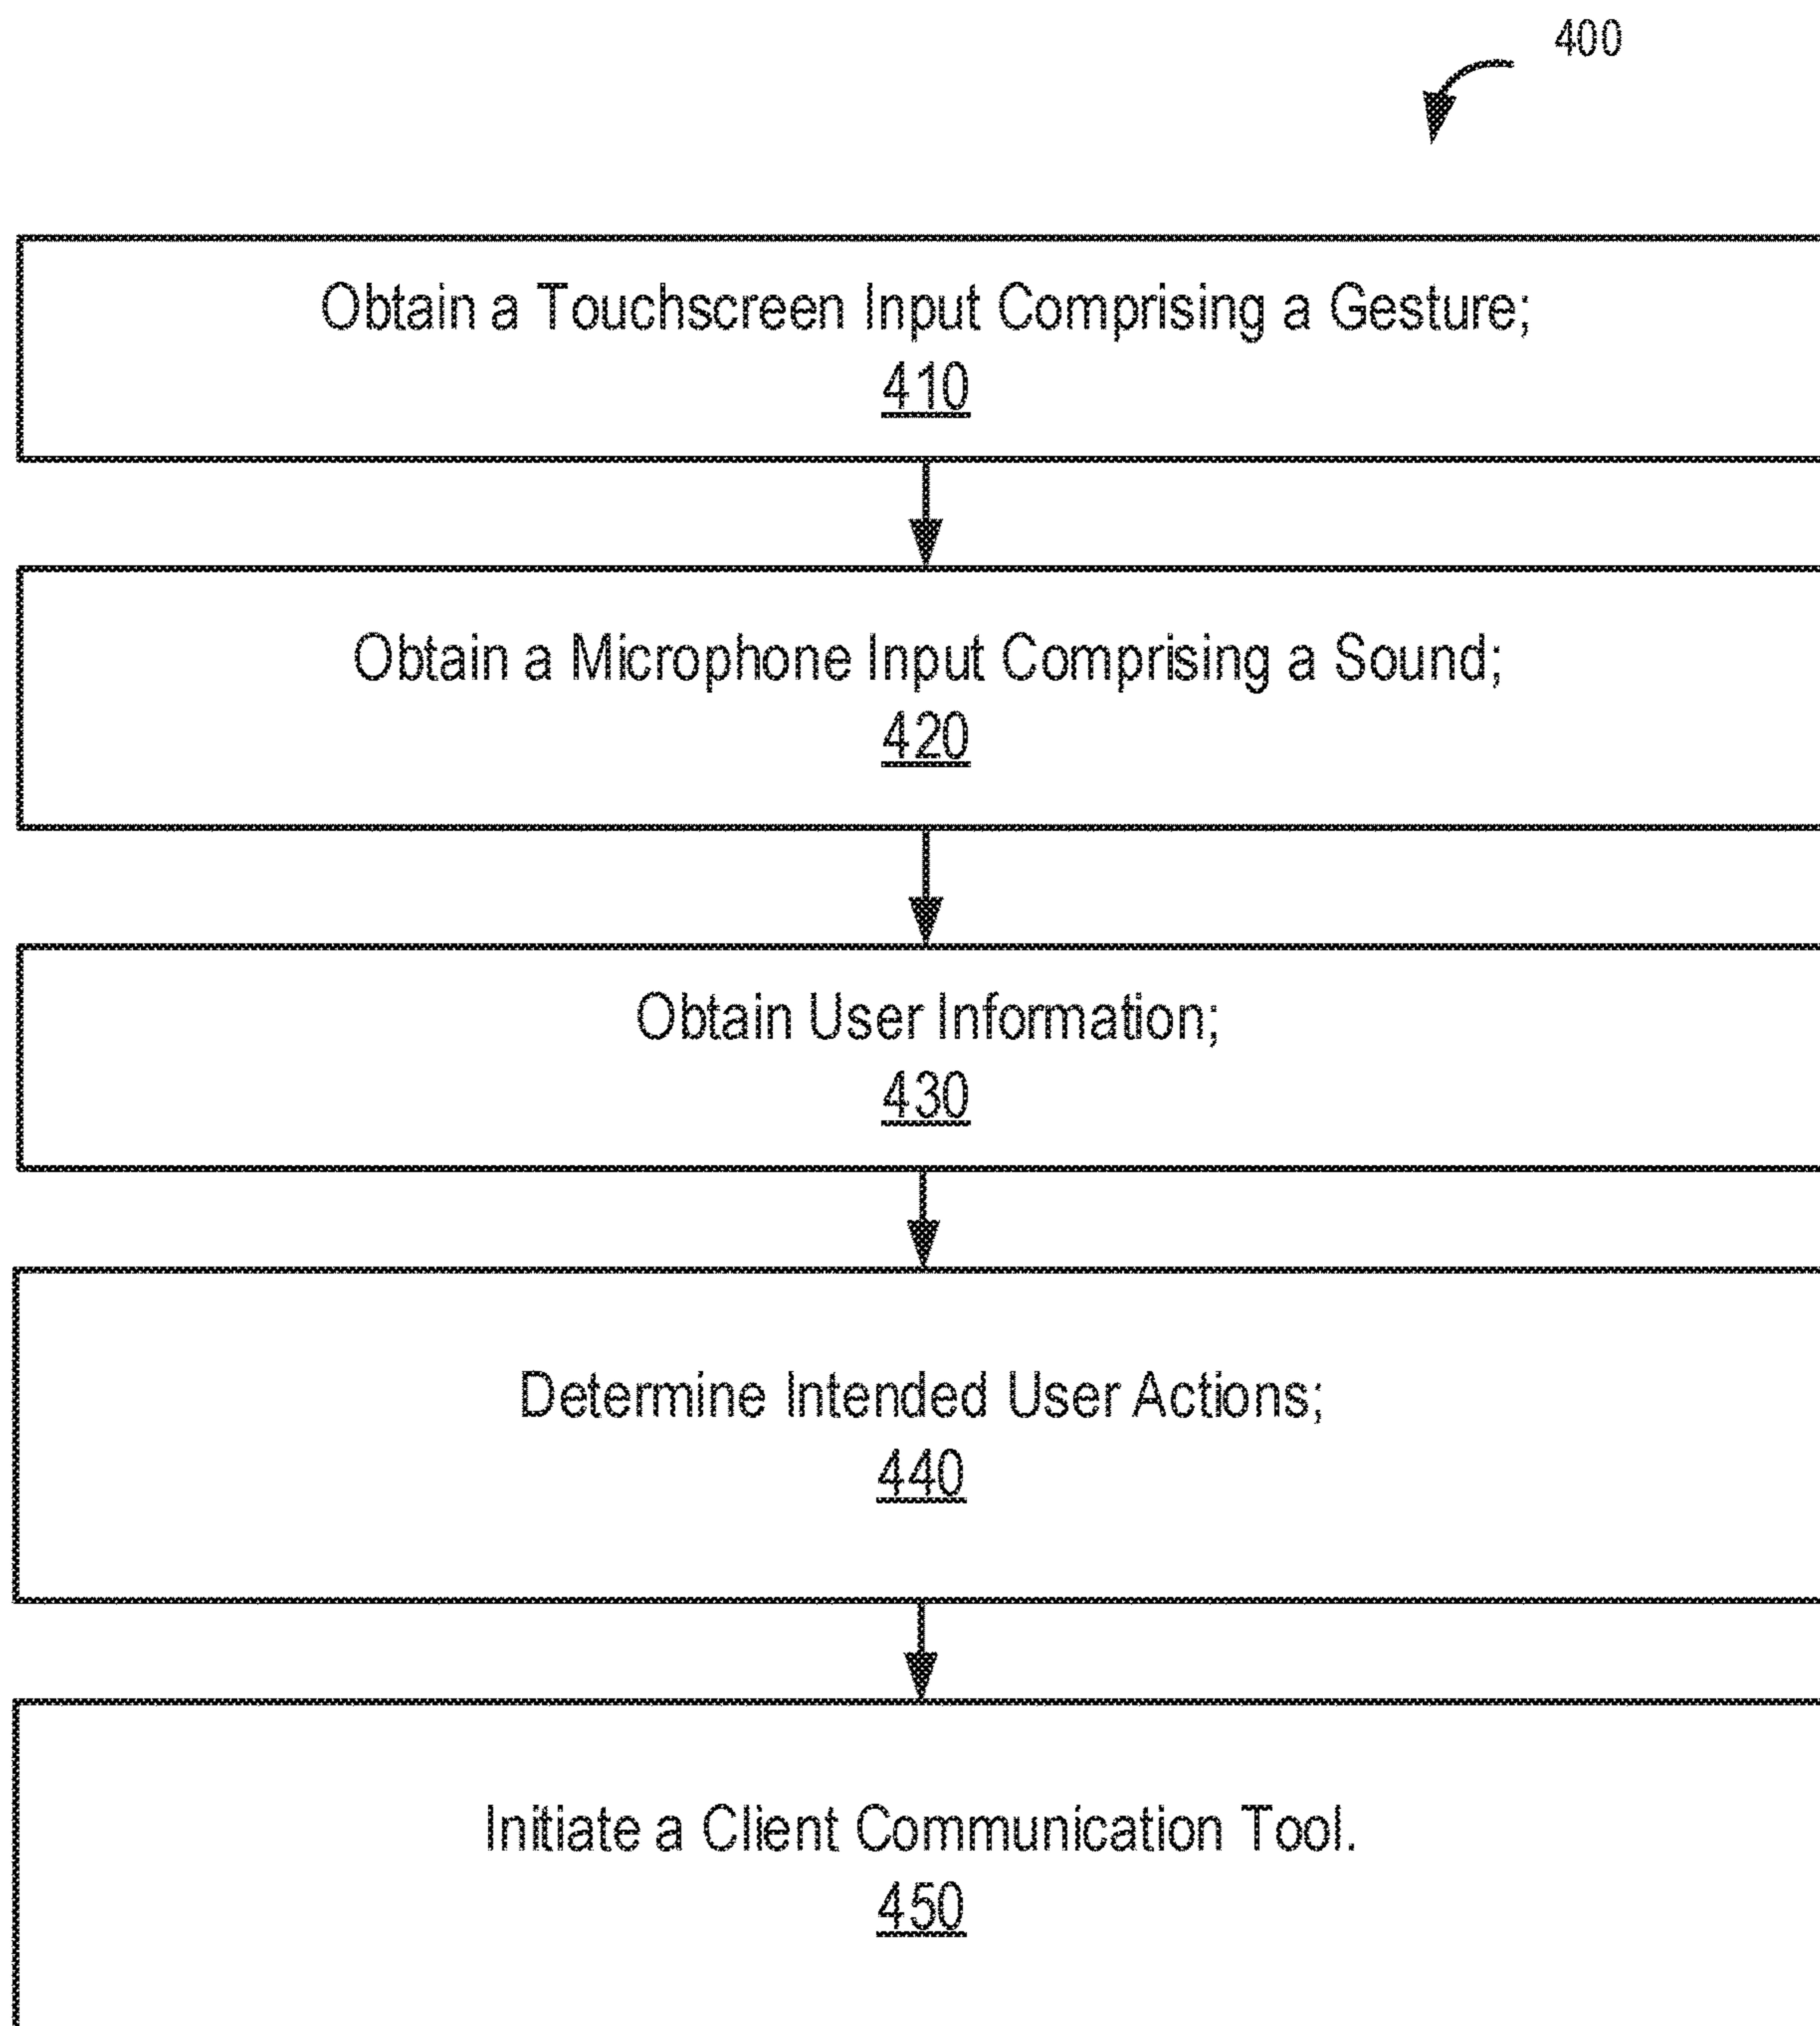 400
Obtain a Touchscreen Input Comprising a Gesture;
410
Obtain a Microphone Input Comprising a Sound;
420
Obtain User Information;
430
Determine Intended User Actions;
440
Initiate a Client Communication Tool.
450